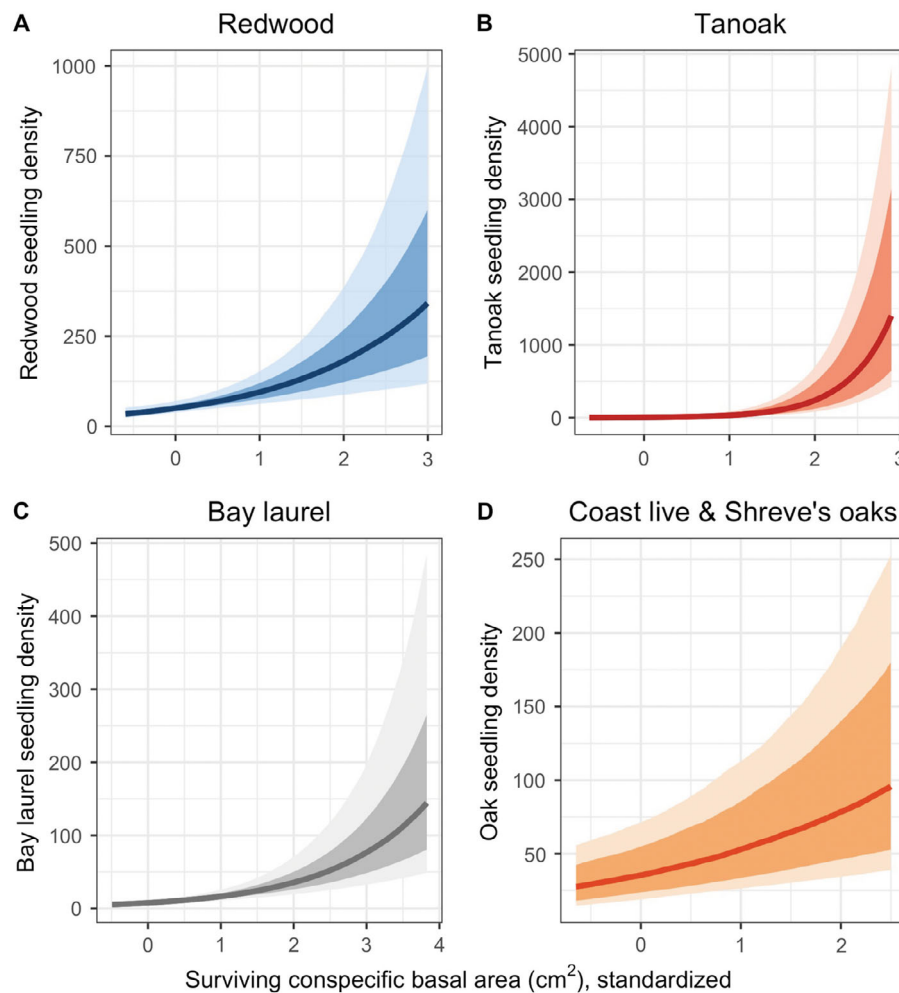 A
Redwood
Redwood seedling density
1000
750
500
250
0
0 1 2 3
B
Tanoak
Tanoak seedling density
5000
4000
3000
2000
1000
0
0 1 2 3
C
Bay laurel
Bay laurel seedling density
500
400
300
200
100
0
0 1 2 3 4
D
Coast live & Shreve's oaks
Oak seedling density
250
200
150
100
50
0 1 2
Surviving conspecific basal area (cm²), standardized